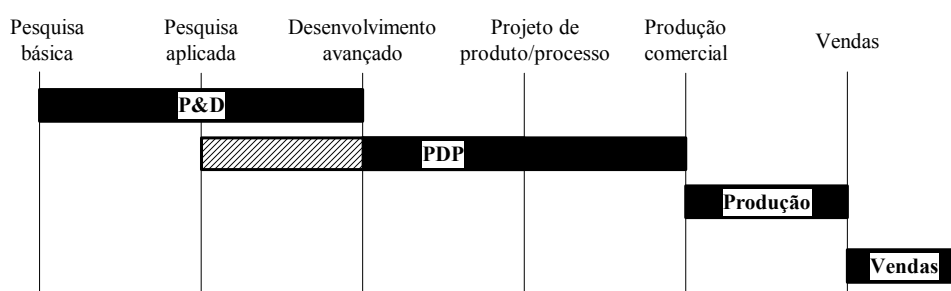 Pesquisa
básica
Pesquisa
aplicada
Desenvolvimento
avançado
Projeto de
produto/processo
Produção
comercial
Vendas
P&D
PDP
Produção
Vendas